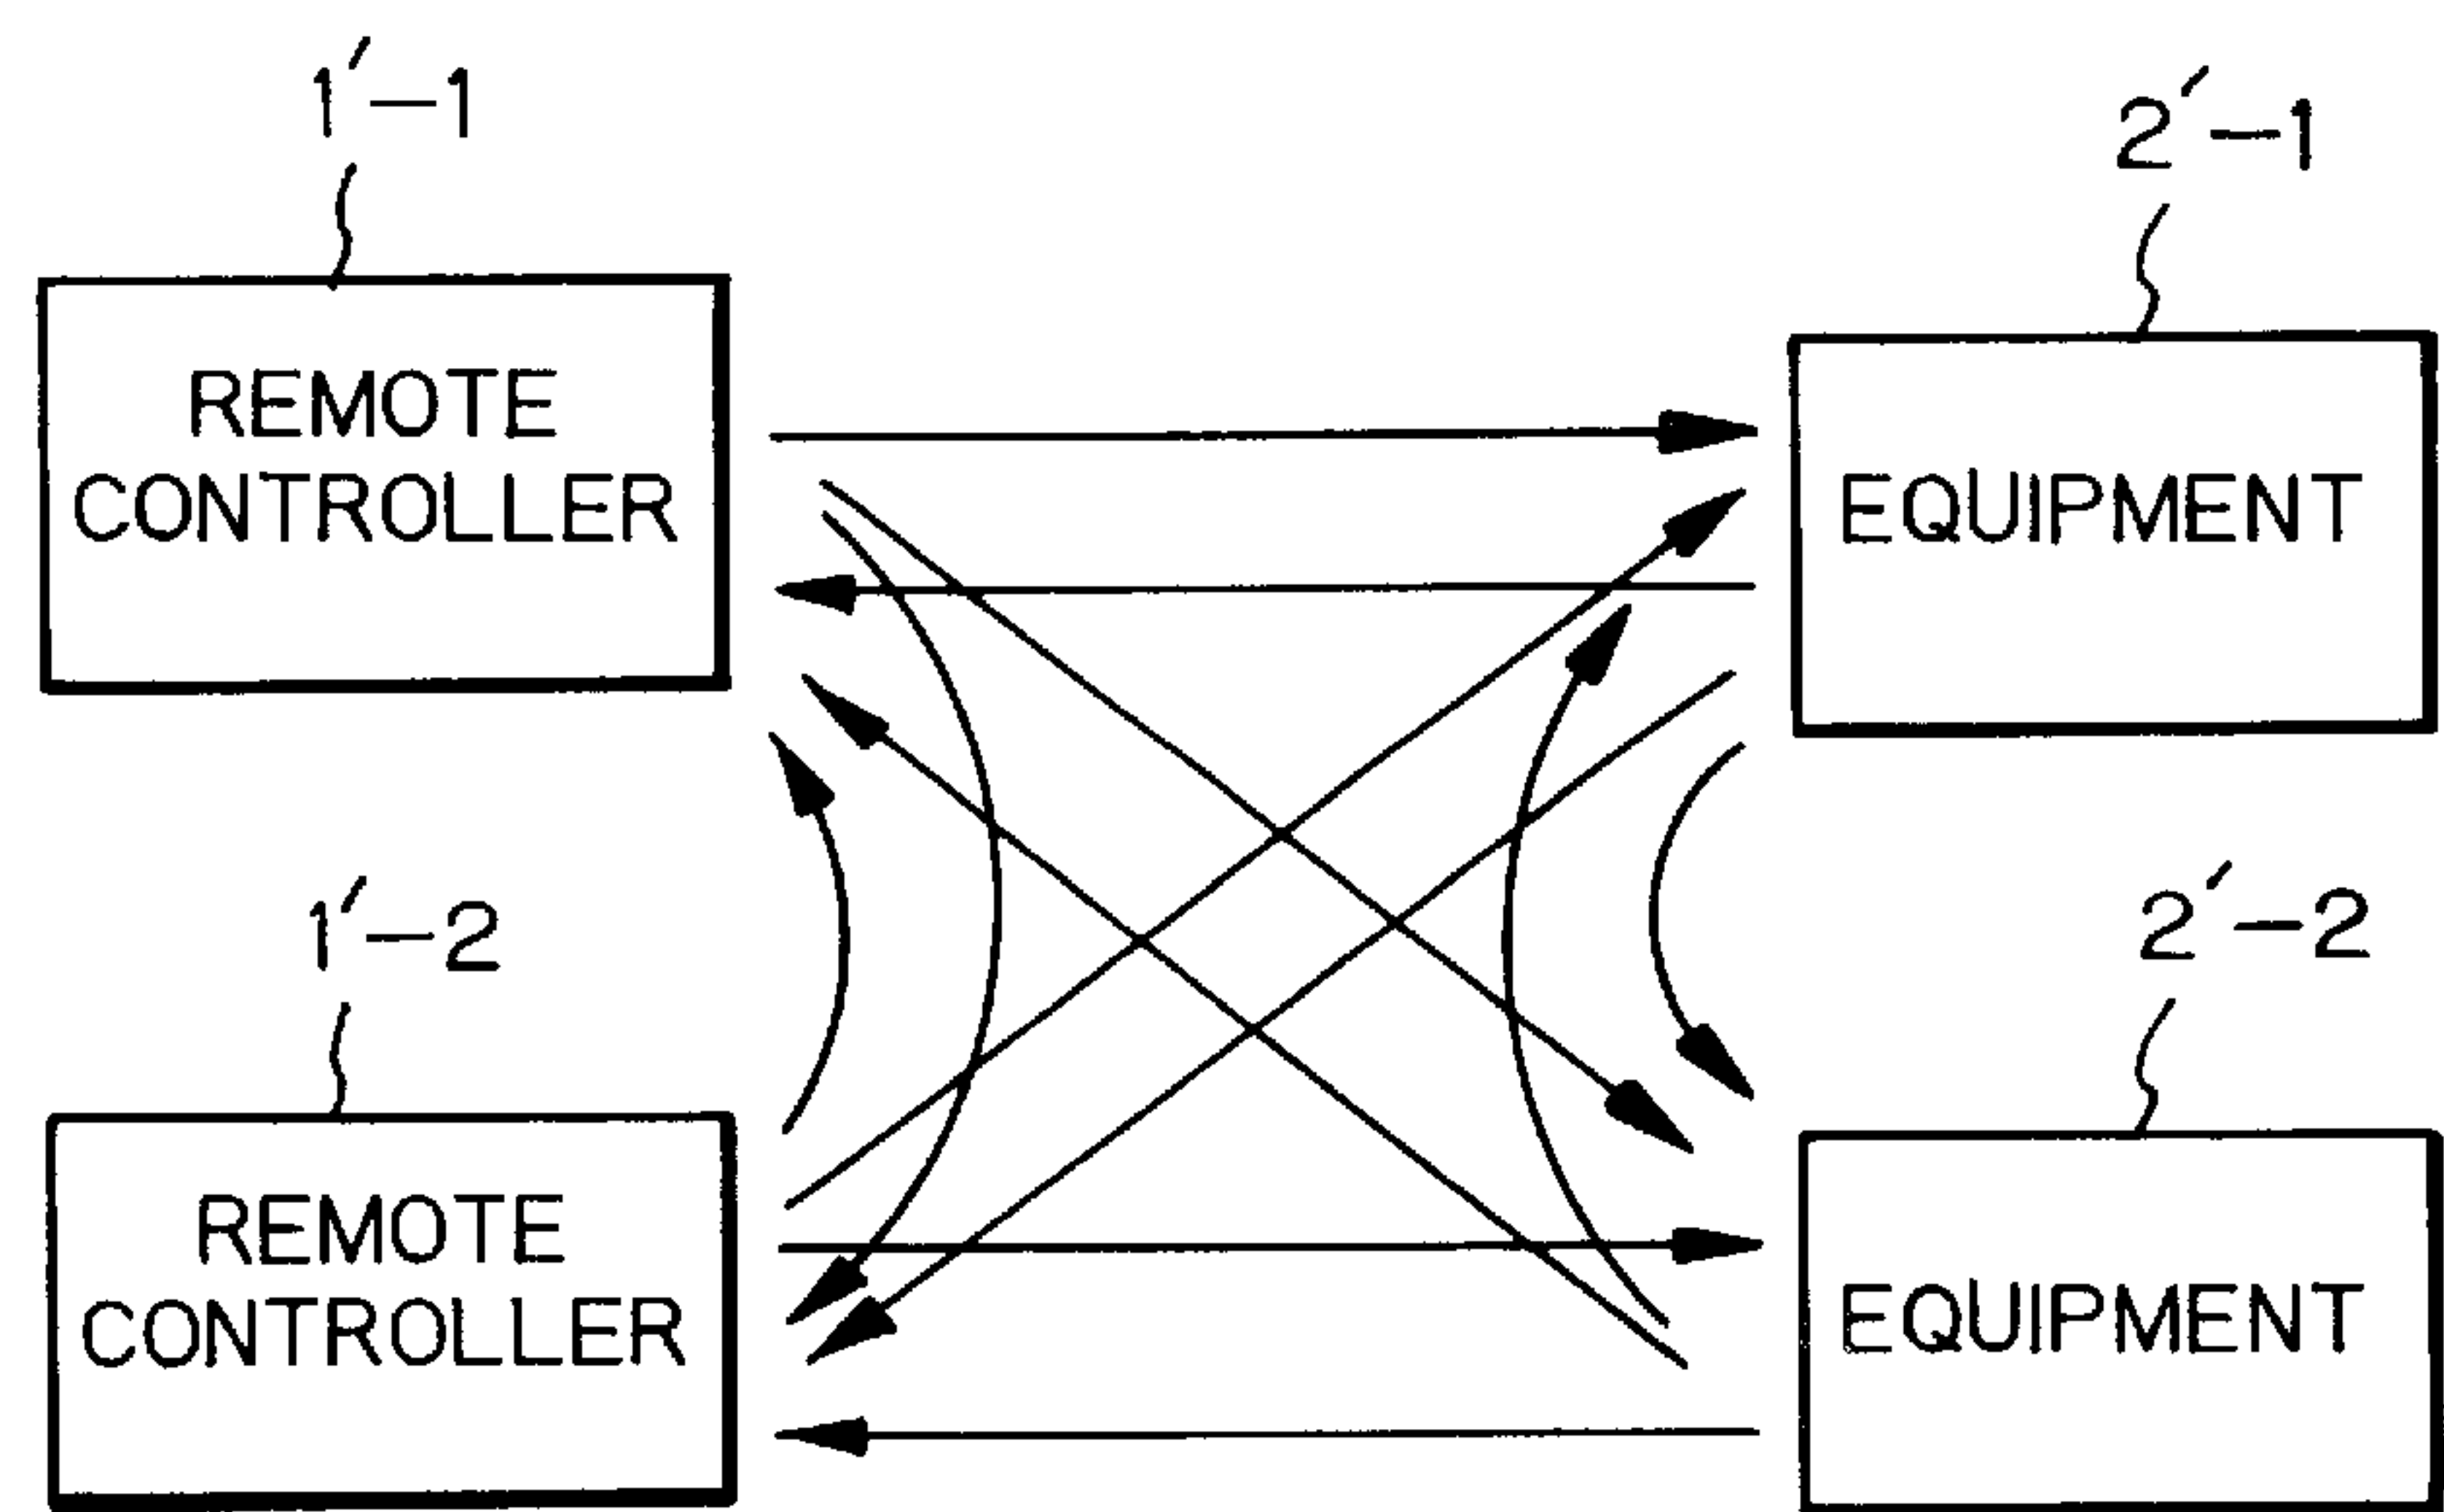 1′-1
2′-1
REMOTE
CONTROLLER
EQUIPMENT
1′-2
2′-2
REMOTE
CONTROLLER
EQUIPMENT